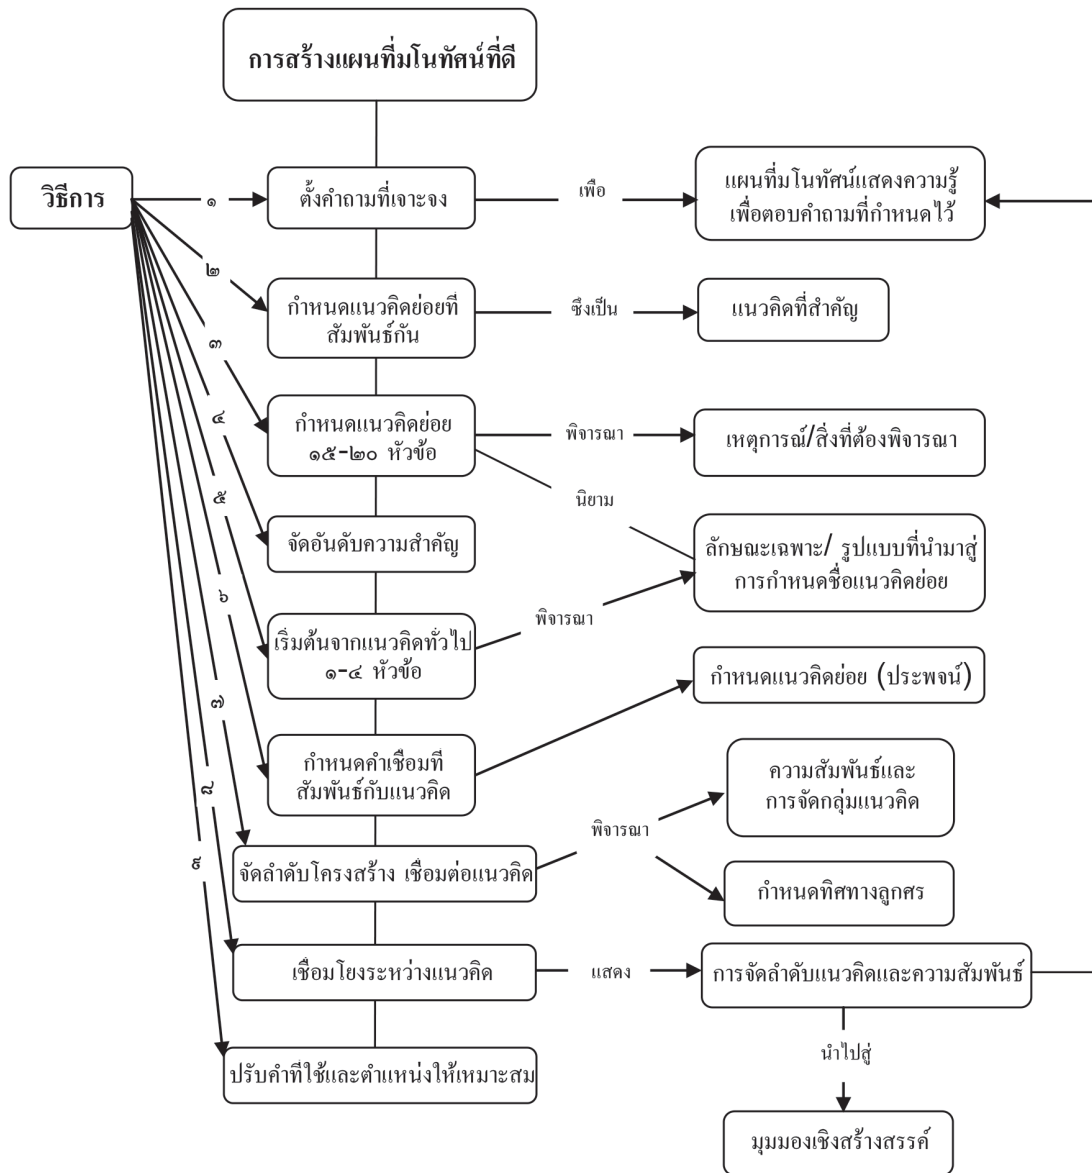 การสร้างแผนที่มโนทัศน์ที่ดี
วิธีการ
๑
ตั้งคำถามที่เจาะจง
เพื่อ
แผนที่มโนทัศน์แสดงความรู้
เพื่อตอบคำถามที่กำหนดไว้
๒
กำหนดแนวคิดย่อยที่
สัมพันธ์กัน
ซึ่งเป็น
แนวคิดที่สำคัญ
๓
กำหนดแนวคิดย่อย
๑๕-๒๐ หัวข้อ
พิจารณา
เหตุการณ์/สิ่งที่ต้องพิจารณา
นิยาม
ลักษณะเฉพาะ/ รูปแบบที่นำมาสู่
การกำหนดชื่อแนวคิดย่อย
๔
จัดอันดับความสำคัญ
๕
เริ่มต้นจากแนวคิดทั่วไป
๑-๔ หัวข้อ
พิจารณา
๖
กำหนดคำเชื่อมที่
สัมพันธ์กับแนวคิด
กำหนดแนวคิดย่อย (ประพจน์)
๗
จัดลำดับโครงสร้าง เชื่อมต่อแนวคิด
พิจารณา
ความสัมพันธ์และ
การจัดกลุ่มแนวคิด
กำหนดทิศทางลูกศร
๘
เชื่อมโยงระหว่างแนวคิด
แสดง
การจัดลำดับแนวคิดและความสัมพันธ์
๙
ปรับคำที่ใช้และตำแหน่งให้เหมาะสม
นำไปสู่
มุมมองเชิงสร้างสรรค์